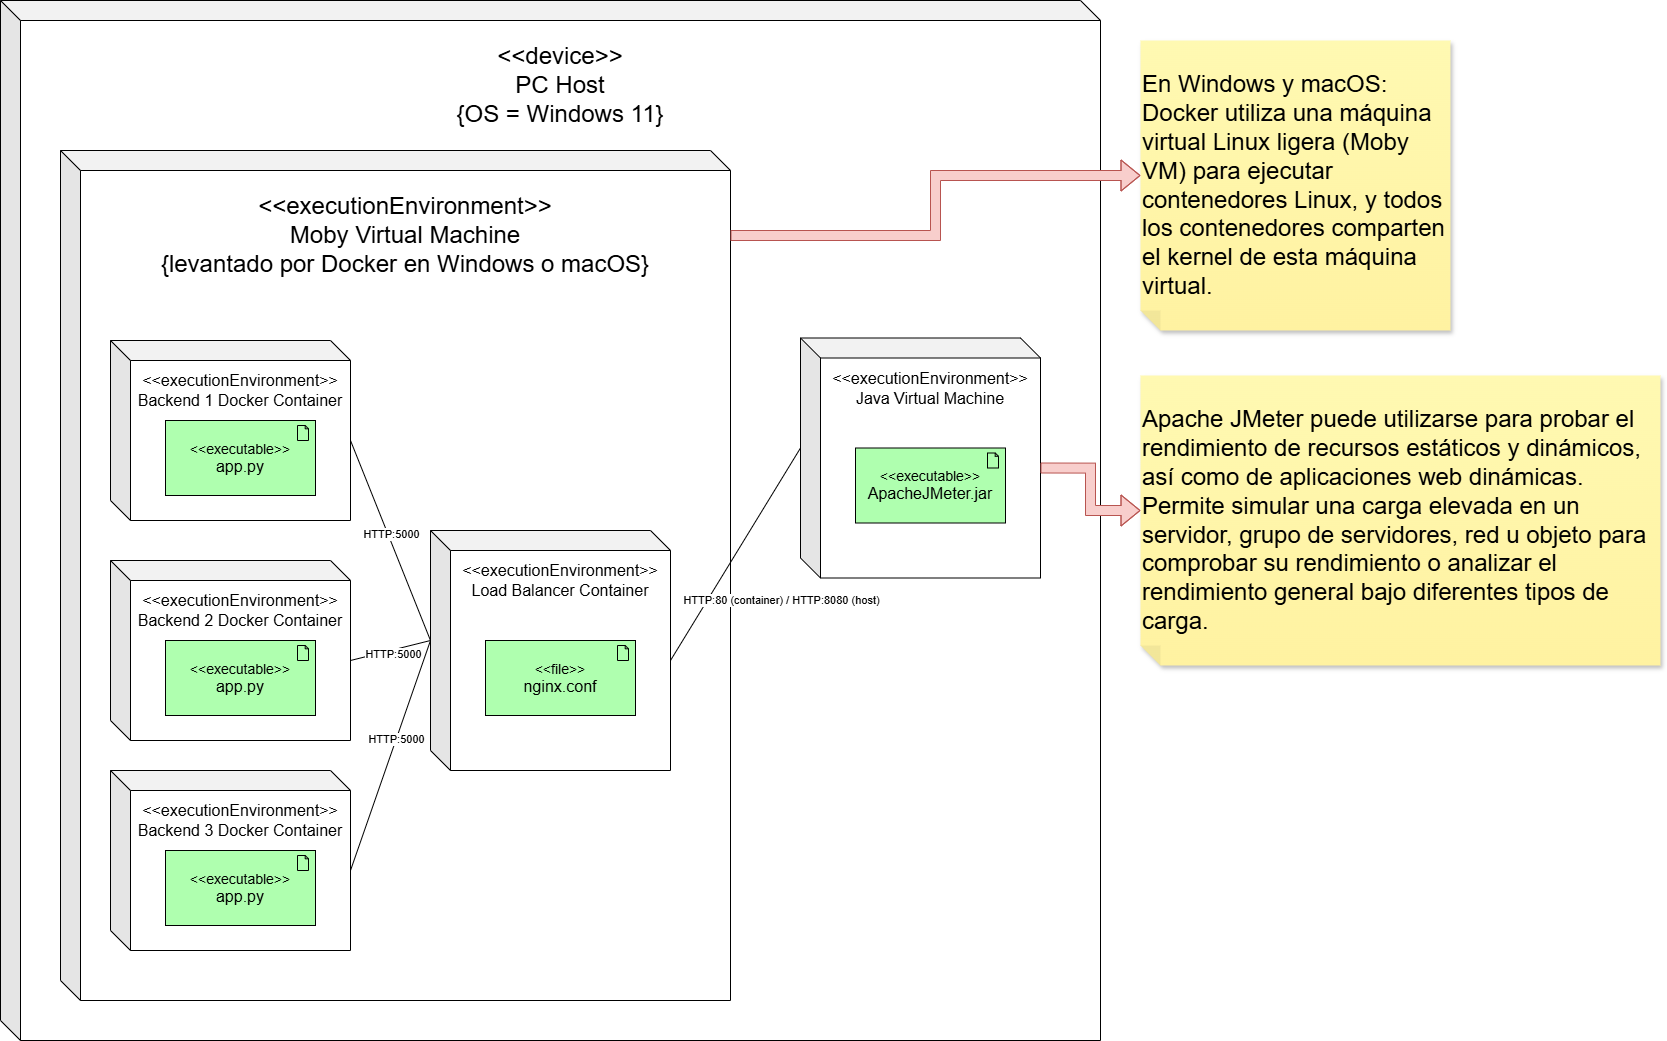 <<device>>
PC Host
{OS = Windows 11}
<<executionEnvironment>>
Moby Virtual Machine
{levantado por Docker en Windows o macOS}
<<executionEnvironment>>
Backend 1 Docker Container
<<executable>>
app.py
HTTP:5000
<<executionEnvironment>>
Backend 2 Docker Container
<<executable>>
app.py
HTTP:5000
<<executionEnvironment>>
Backend 3 Docker Container
<<executable>>
app.py
HTTP:5000
<<executionEnvironment>>
Load Balancer Container
<<file>>
nginx.conf
HTTP:80 (container) / HTTP:8080 (host)
<<executionEnvironment>>
Java Virtual Machine
<<executable>>
ApacheJMeter.jar
En Windows y macOS:
Docker utiliza una máquina
virtual Linux ligera (Moby
VM) para ejecutar
contenedores Linux, y todos
los contenedores comparten
el kernel de esta máquina
virtual.
Apache JMeter puede utilizarse para probar el
rendimiento de recursos estáticos y dinámicos,
así como de aplicaciones web dinámicas.
Permite simular una carga elevada en un
servidor, grupo de servidores, red u objeto para
comprobar su rendimiento o analizar el
rendimiento general bajo diferentes tipos de
carga.